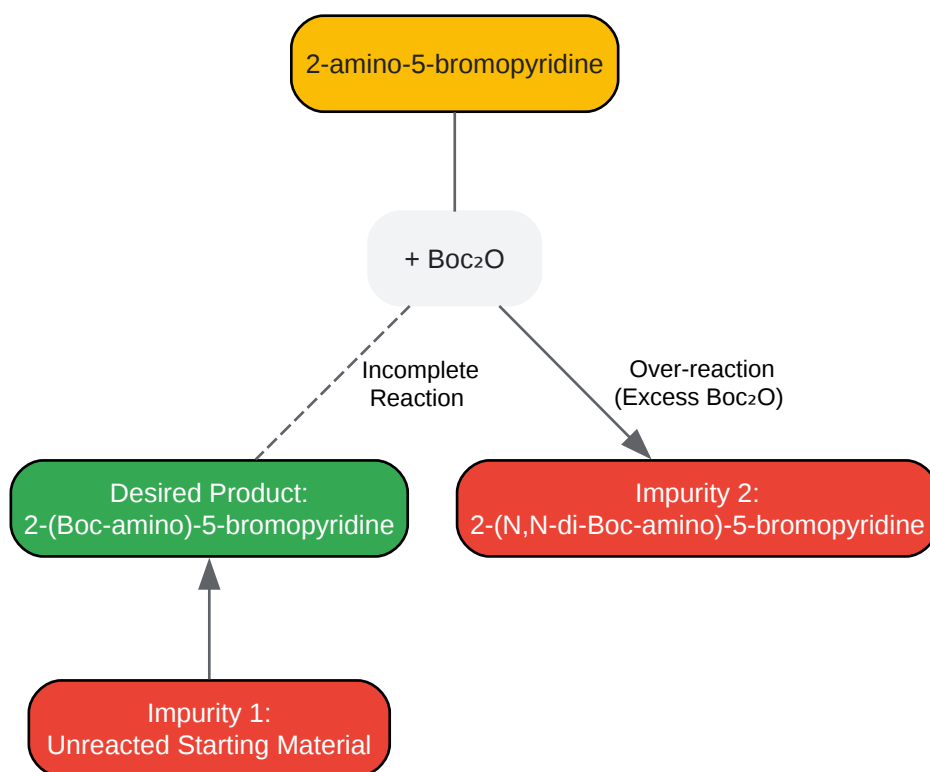 2-amino-5-bromopyridine
+ Boc₂O
Incomplete
Reaction
Over-reaction
(Excess Boc₂O)
Desired Product:
2-(Boc-amino)-5-bromopyridine
Impurity 2:
2-(N,N-di-Boc-amino)-5-bromopyridine
Impurity 1:
Unreacted Starting Material